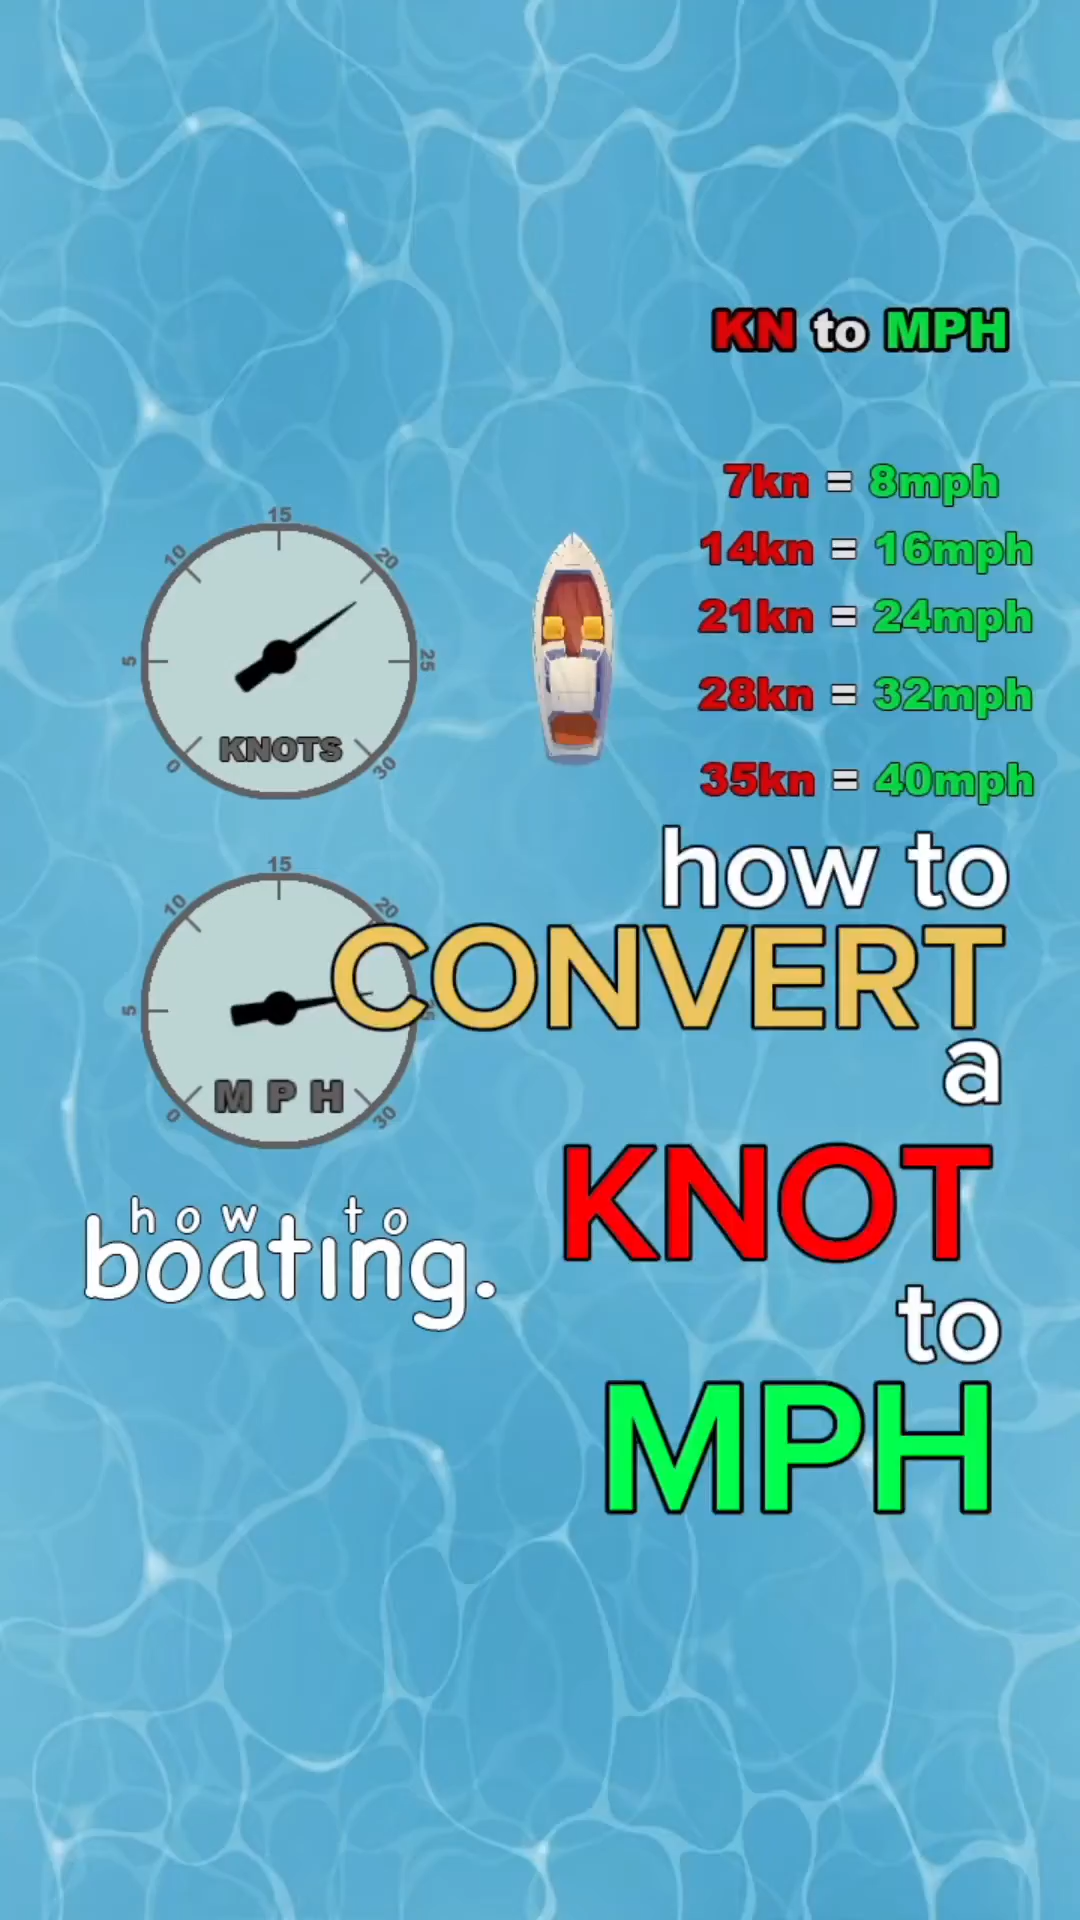 KN to MPH
7kn = 8mph
14kn = 16mph
21kn = 24mph
28kn = 32mph
35kn = 40mph
15
10
20
5
25
KNOTS
0
30
15
10
20
5
M P H
0
30
how to
CONVERT
a
KNOT
to
MPH
how to
boating.